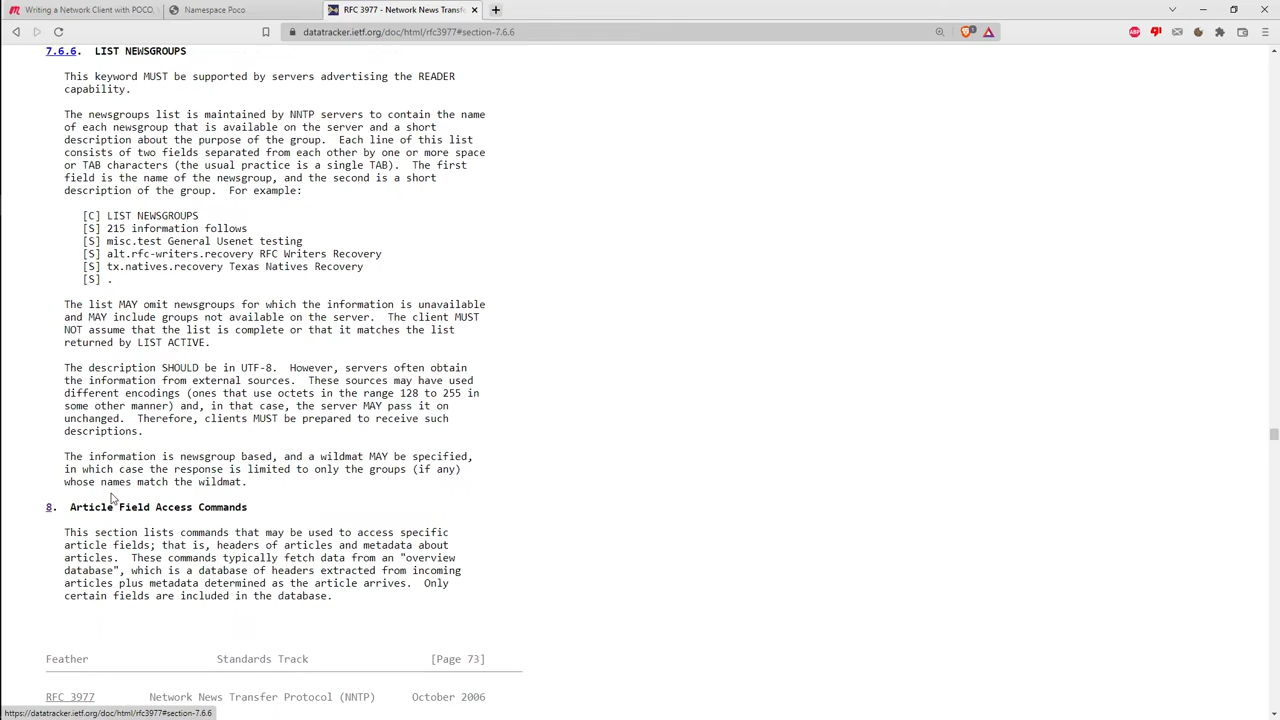 Writing a Network Client with POCO,
Namespace Poco
RFC 3977 - Network News Transfe
datatracker.ietf.org/doc/html/rfc3977#section-7.6.6
7.6.6. LIST NEWSGROUPS
This keyword MUST be supported by servers advertising the READER
capability.
The newsgroups list is maintained by NNTP servers to contain the name
of each newsgroup that is available on the server and a short
description about the purpose of the group. Each line of this list
consists of two fields separated from each other by one or more space
or TAB characters (the usual practice is a single TAB). The first
field is the name of the newsgroup, and the second is a short
description of the group. For example:
[C] LIST NEWSGROUPS
[S] 215 information follows
[S] misc.test General Usenet testing
[S] alt.rfc-writers.recovery RFC Writers Recovery
[S] tx.natives.recovery Texas Natives Recovery
[S] .
The list MAY omit newsgroups for which the information is unavailable
and MAY include groups not available on the server. The client MUST
NOT assume that the list is complete or that it matches the list
returned by LIST ACTIVE.
The description SHOULD be in UTF-8. However, servers often obtain
the information from external sources. These sources may have used
different encodings (ones that use octets in the range 128 to 255 in
some other manner) and, in that case, the server MAY pass it on
unchanged. Therefore, clients MUST be prepared to receive such
descriptions.
The information is newsgroup based, and a wildmat MAY be specified,
in which case the response is limited to only the groups (if any)
whose names match the wildmat.
8. Article Field Access Commands
This section lists commands that may be used to access specific
article fields; that is, headers of articles and metadata about
articles. These commands typically fetch data from an "overview
database", which is a database of headers extracted from incoming
articles plus metadata determined as the article arrives. Only
certain fields are included in the database.
Feather Standards Track [Page 73]
RFC 3977 Network News Transfer Protocol (NNTP) October 2006
https://datatracker.ietf.org/doc/html/rfc3977#section-7.6.6